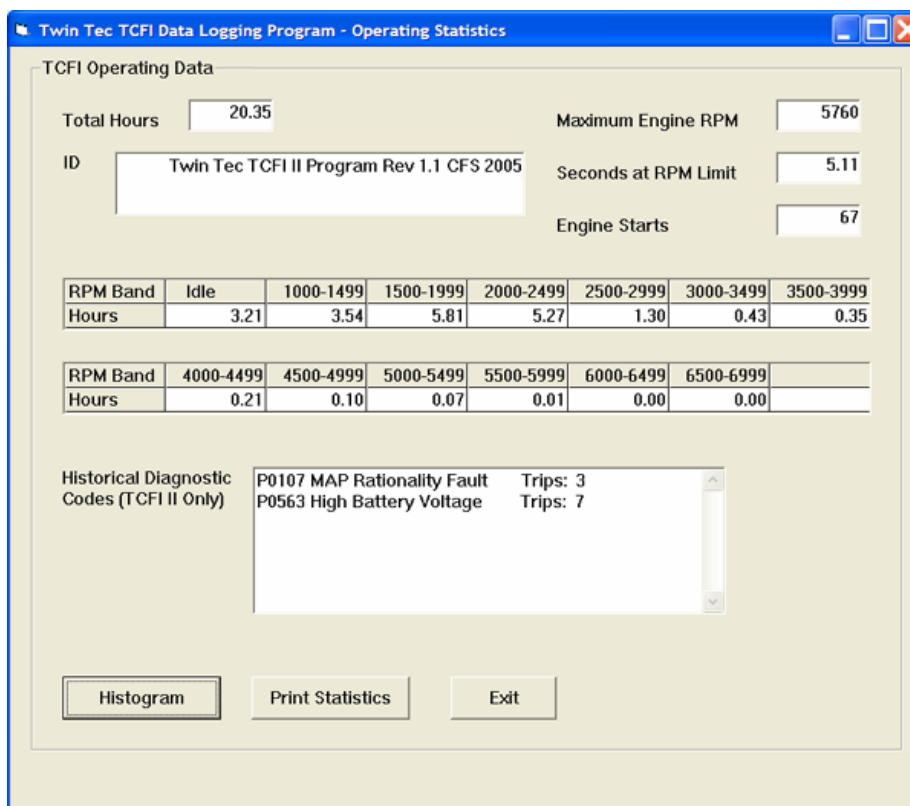 Twin Tec TCFI Data Logging Program - Operating Statistics
TCFI Operating Data
Total Hours 20.35
Maximum Engine RPM 5760
ID Twin Tec TCFI II Program Rev 1.1 CFS 2005
Seconds at RPM Limit 5.11
Engine Starts 67
RPM Band Idle 1000-1499 1500-1999 2000-2499 2500-2999 3000-3499 3500-3999
Hours 3.21 3.54 5.81 5.27 1.30 0.43 0.35
RPM Band 4000-4499 4500-4999 5000-5499 5500-5999 6000-6499 6500-6999
Hours 0.21 0.10 0.07 0.01 0.00 0.00
Historical Diagnostic
Codes (TCFI II Only)
P0107 MAP Rationality Fault Trips: 3
P0563 High Battery Voltage Trips: 7
Histogram Print Statistics Exit